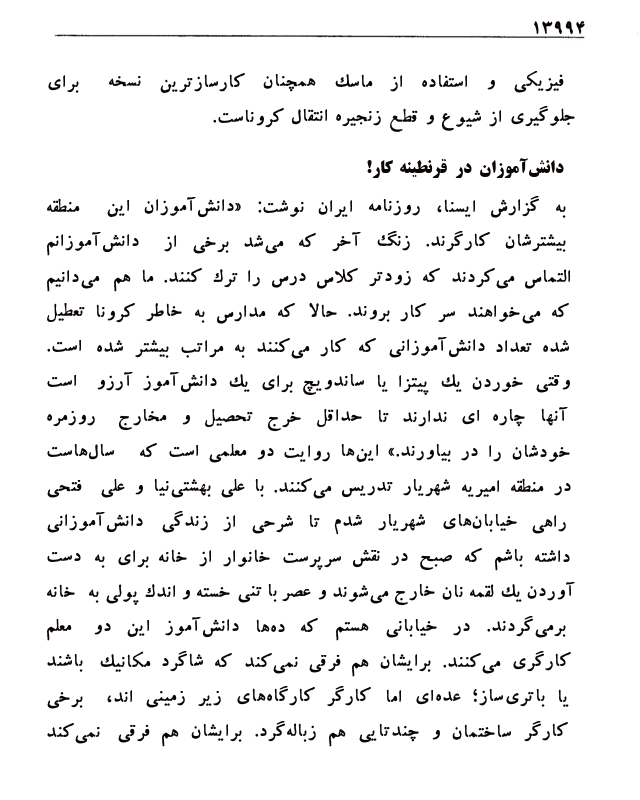 ۱۳۹۹۴
فیزیکی و استفاده از ماسك همچنان کارسازترین نسخه برای
جلوگیری از شیوع و قطع زنجیره انتقال کروناست.
دانش‌آموزان در قرنطینه کار!
به گزارش ایسنا، روزنامه ایران نوشت: «دانش‌آموزان این منطقه
بیشترشان کارگرند. زنگ آخر که می‌شد برخی از دانش‌آموزانم
التماس می‌کردند که زودتر کلاس درس را ترك کنند. ما هم می‌دانیم
که می‌خواهند سر کار بروند. حالا که مدارس به خاطر کرونا تعطیل
شده تعداد دانش‌آموزانی که کار می‌کنند به مراتب بیشتر شده است.
وقتی خوردن یك پیتزا یا ساندویچ برای یك دانش‌آموز آرزو است
آنها چاره ای ندارند تا حداقل خرج تحصیل و مخارج روزمره
خودشان را در بیاورند.» این‌ها روایت دو معلمی است که سال‌هاست
در منطقه امیریه شهریار تدریس می‌کنند. با علی بهشتی‌نیا و علی فتحی
راهی خیابان‌های شهریار شدم تا شرحی از زندگی دانش‌آموزانی
داشته باشم که صبح در نقش سرپرست خانوار از خانه برای به دست
آوردن یك لقمه نان خارج می‌شوند و عصر با تنی خسته و اندك پولی به خانه
برمی‌گردند. در خیابانی هستم که ده‌ها دانش‌آموز این دو معلم
کارگری می‌کنند. برایشان هم فرقی نمی‌کند که شاگرد مکانیك باشند
یا باتری‌ساز؛ عده‌ای اما کارگر کارگاه‌های زیر زمینی اند، برخی
کارگر ساختمان و چندتایی هم زباله‌گرد. برایشان هم فرقی نمی‌کند